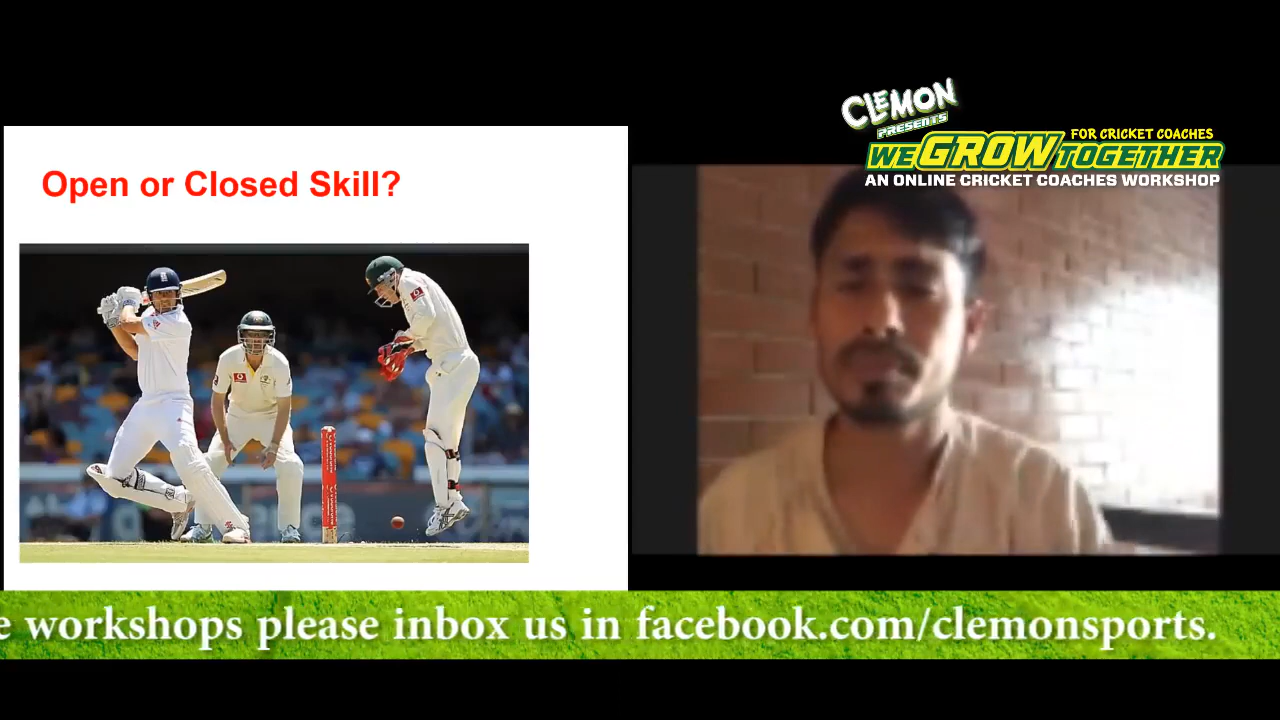 CLEMON
PRESENTS
FOR CRICKET COACHES
WE GROW TOGETHER
AN ONLINE CRICKET COACHES WORKSHOP
Open or Closed Skill?
e workshops please inbox us in facebook.com/clemonsports.